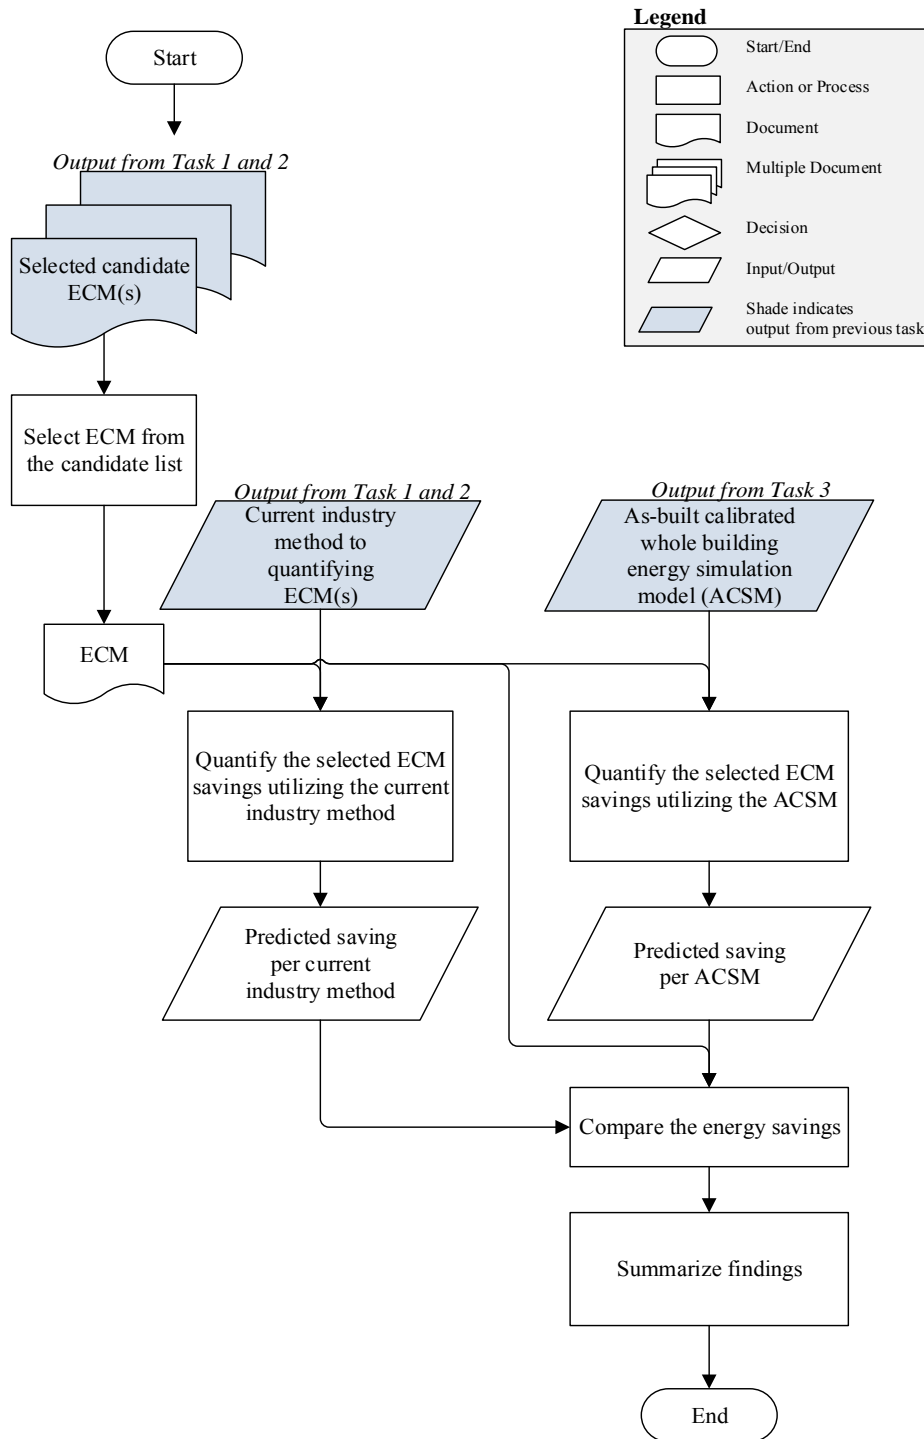 Legend
Start/End
Action or Process
Document
Multiple Document
Decision
Input/Output
Shade indicates
output from previous task
Start
Output from Task 1 and 2
Selected candidate
ECM(s)
Select ECM from
the candidate list
Output from Task 1 and 2
Current industry
method to
quantifying
ECM(s)
Output from Task 3
As-built calibrated
whole building
energy simulation
model (ACSM)
ECM
Quantify the selected ECM
savings utilizing the current
industry method
Quantify the selected ECM
savings utilizing the ACSM
Predicted saving
per current
industry method
Predicted saving
per ACSM
Compare the energy savings
Summarize findings
End